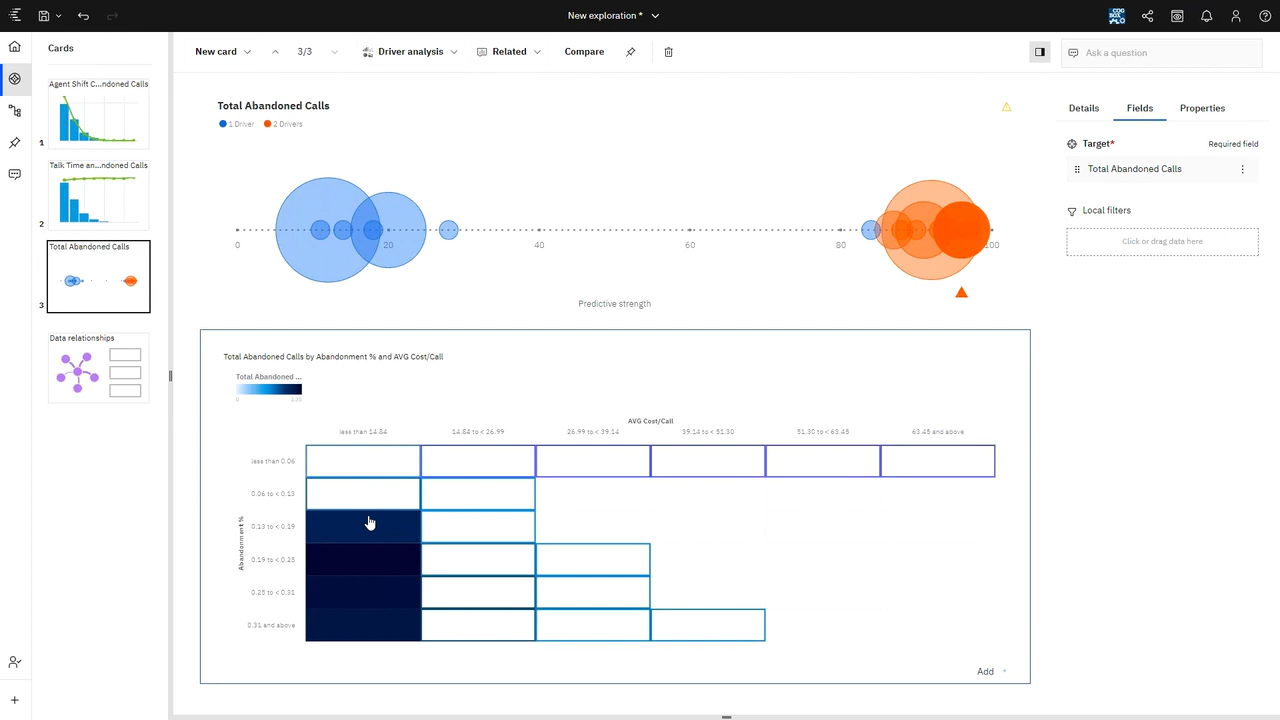 New exploration *
Cards
New card
3/3
Driver analysis
Related
Compare
Ask a question
Agent Shift C...ndoned Calls
1
Talk Time an...ndoned Calls
2
Total Abandoned Calls
3
Data relationships
Total Abandoned Calls
1 Driver
2 Drivers
0
20
40
60
80
100
Predictive strength
Total Abandoned Calls by Abandonment % and AVG Cost/Call
Total Abandoned ...
0
AVG Cost/Call
less than 14.84
14.84 to < 26.99
26.99 to < 39.14
39.14 to < 51.30
51.30 to < 63.45
63.45 and above
Abandonment %
less than 0.06
0.06 to < 0.13
0.13 to < 0.19
0.19 to < 0.25
0.25 to < 0.31
0.31 and above
Add +
Details
Fields
Properties
Target*
Required field
Total Abandoned Calls
Local filters
Click or drag data here